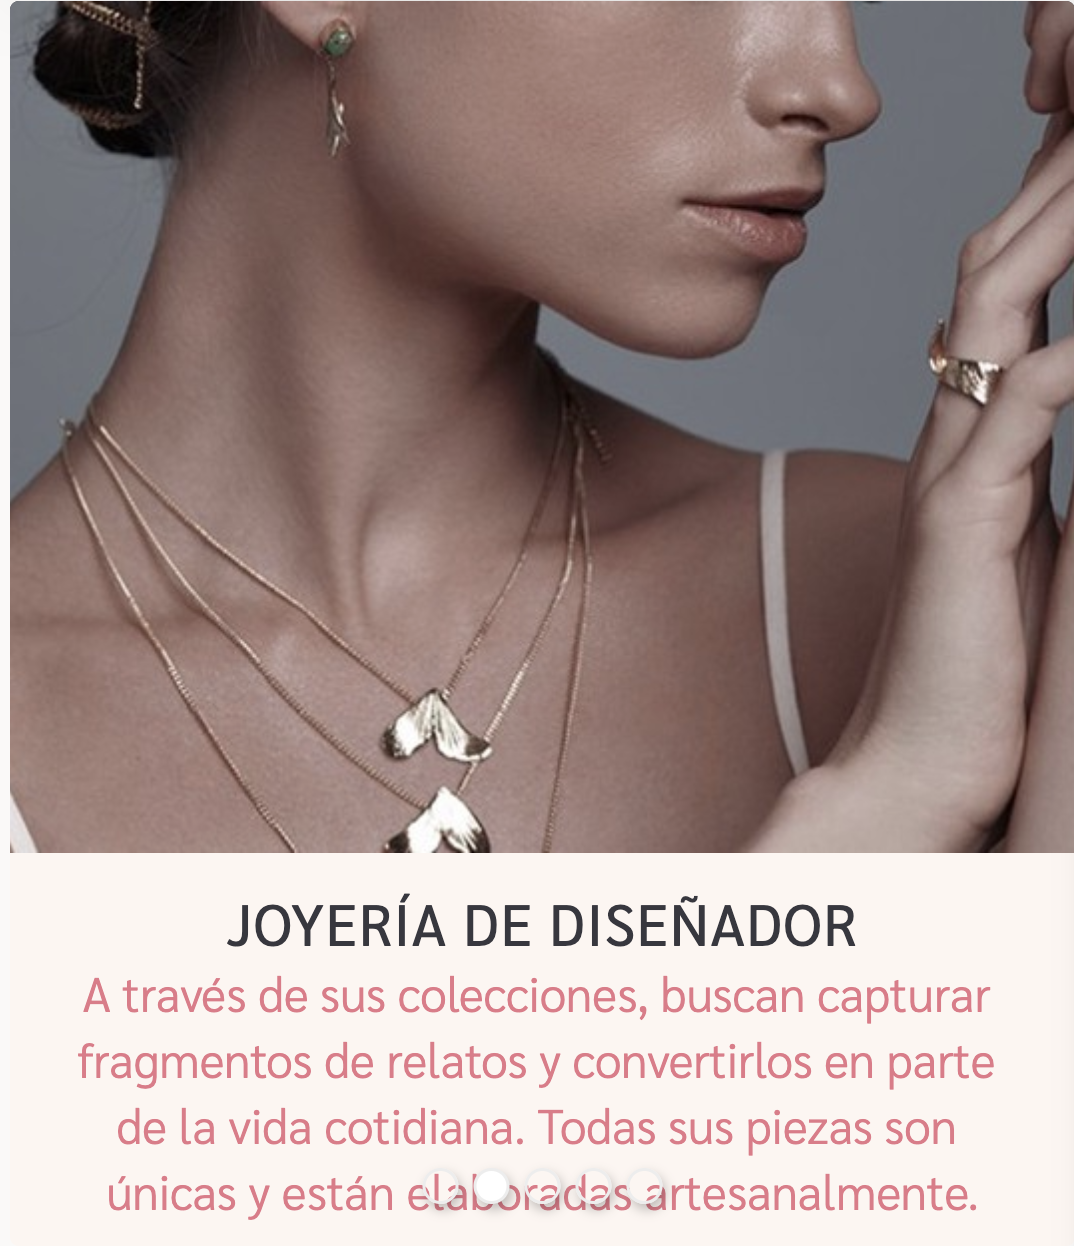 JOYERÍA DE DISEÑADOR
A través de sus colecciones, buscan capturar
fragmentos de relatos y convertirlos en parte
de la vida cotidiana. Todas sus piezas son
únicas y están elaboradas artesanalmente.